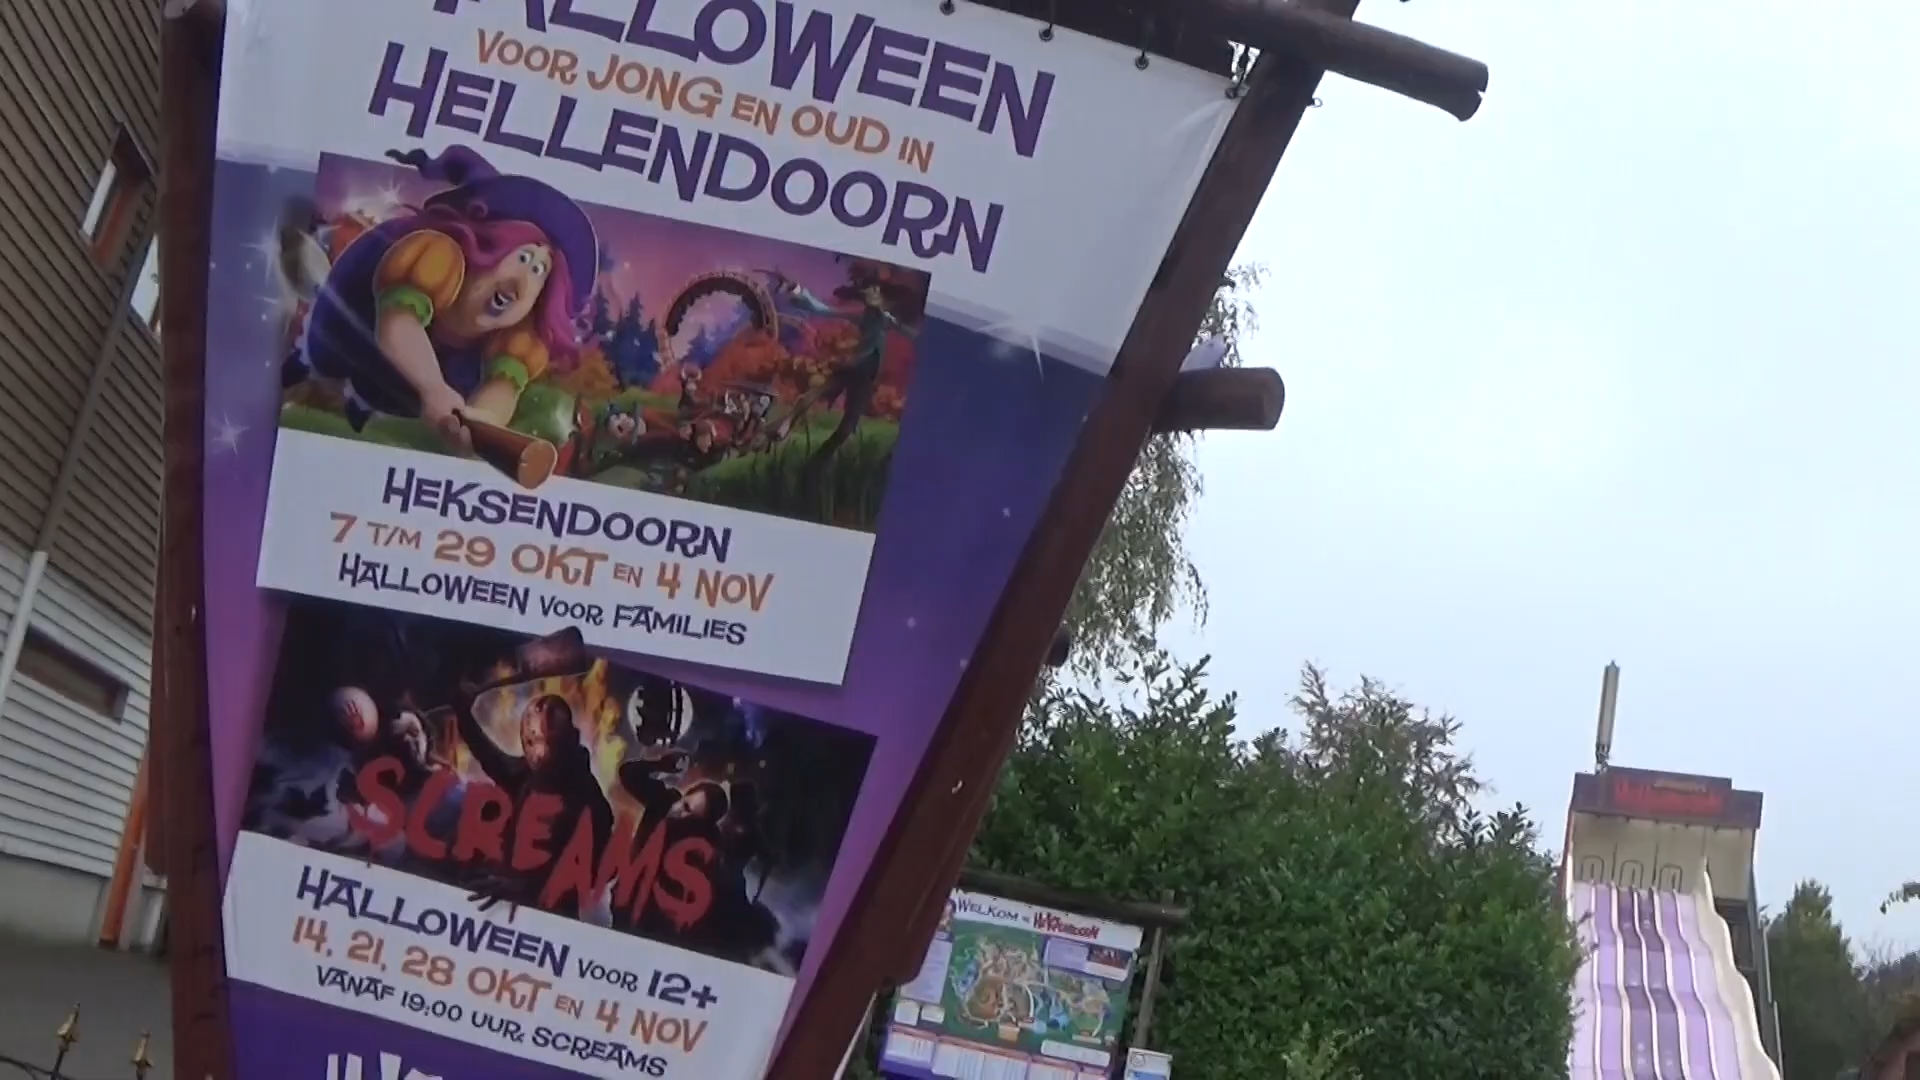 HALLOWEEN
VOOR JONG EN OUD IN
HELLENDOORN
HEKSENDOORN
7 T/M 29 OKT EN 4 NOV
HALLOWEEN VOOR FAMILIES
SCREAMS
HALLOWEEN VOOR 12+
14, 21, 28 OKT EN 4 NOV
VANAF 19:00 UUR SCREAMS
WELKOM